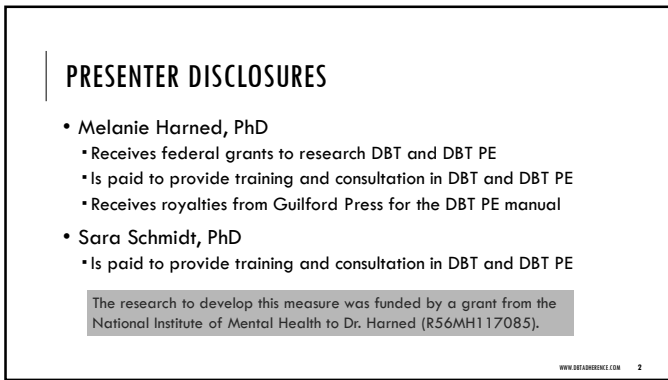 PRESENTER DISCLOSURES
• Melanie Harned, PhD
▪ Receives federal grants to research DBT and DBT PE
▪ Is paid to provide training and consultation in DBT and DBT PE
▪ Receives royalties from Guilford Press for the DBT PE manual
• Sara Schmidt, PhD
▪ Is paid to provide training and consultation in DBT and DBT PE
The research to develop this measure was funded by a grant from the
National Institute of Mental Health to Dr. Harned (R56MH117085).
WWW.DBTADHERENCE.COM 2